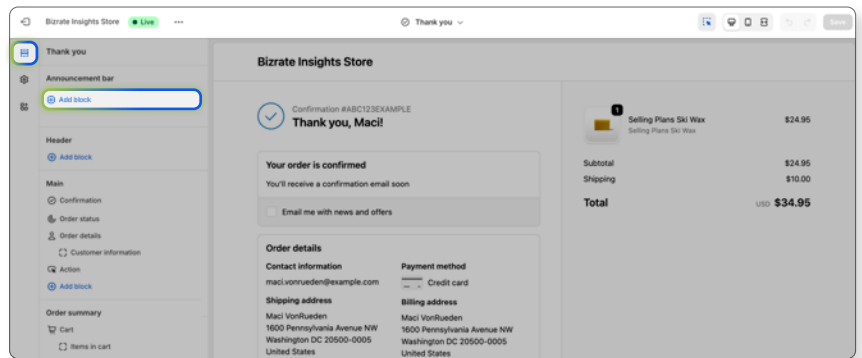 Bizrate Insights Store Live ... Thank you Save
Thank you
Announcement bar
Add block
Header
Add block
Main
Confirmation
Order status
Order details
Customer information
Action
Add block
Order summary
Cart
Items in cart
Bizrate Insights Store
Confirmation #ABC123EXAMPLE
Thank you, Maci!
Your order is confirmed
You'll receive a confirmation email soon
Email me with news and offers
Order details
Contact information
maci.vonrueden@example.com
Shipping address
Maci VonRueden
1600 Pennsylvania Avenue NW
Washington DC 20500-0005
United States
Payment method
Credit card
Billing address
Maci VonRueden
1600 Pennsylvania Avenue NW
Washington DC 20500-0005
United States
1
Selling Plans Ski Wax $24.95
Selling Plans Ski Wax
Subtotal $24.95
Shipping $10.00
Total USD $34.95